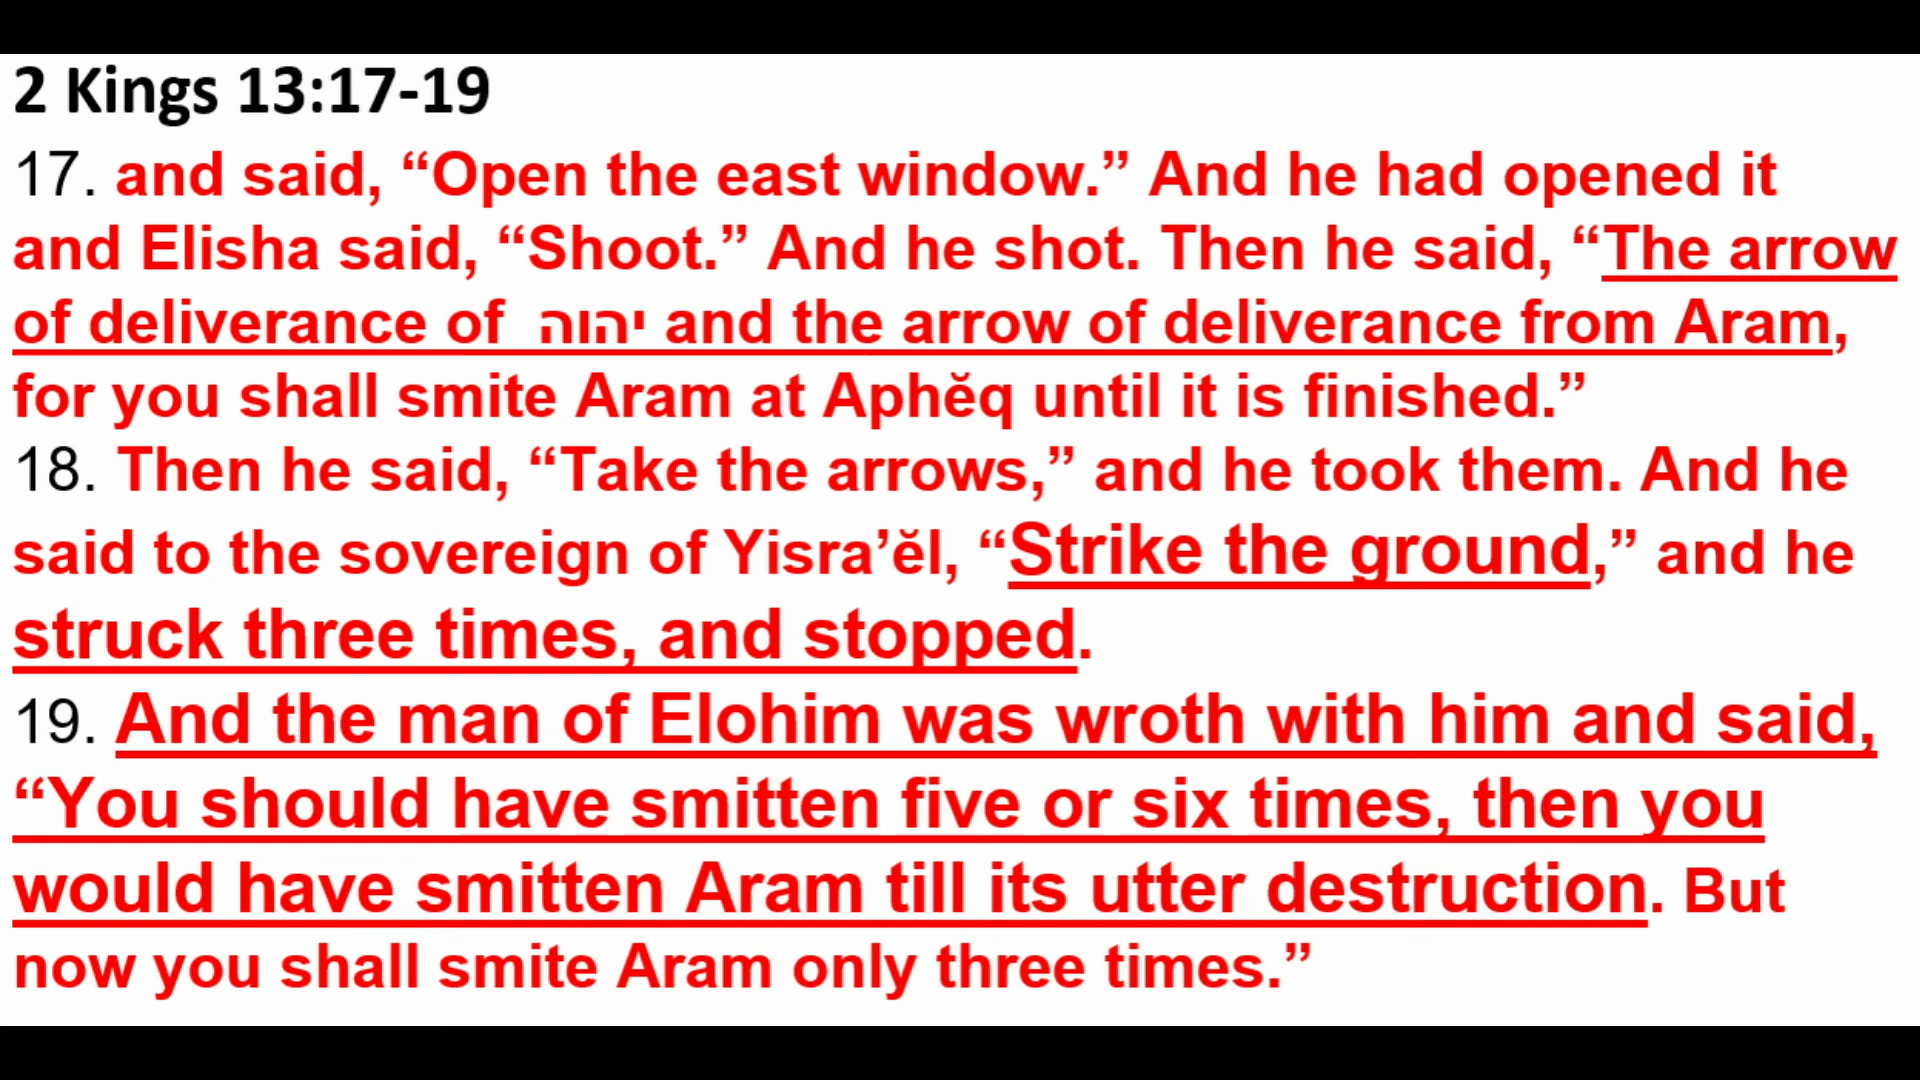 2 Kings 13:17-19
17. and said, “Open the east window.” And he had opened it
and Elisha said, “Shoot.” And he shot. Then he said, “The arrow
of deliverance of יהוה and the arrow of deliverance from Aram,
for you shall smite Aram at Aphĕq until it is finished.”
18. Then he said, “Take the arrows,” and he took them. And he
said to the sovereign of Yisra’ĕl, “Strike the ground,” and he
struck three times, and stopped.
19. And the man of Elohim was wroth with him and said,
“You should have smitten five or six times, then you
would have smitten Aram till its utter destruction. But
now you shall smite Aram only three times.”